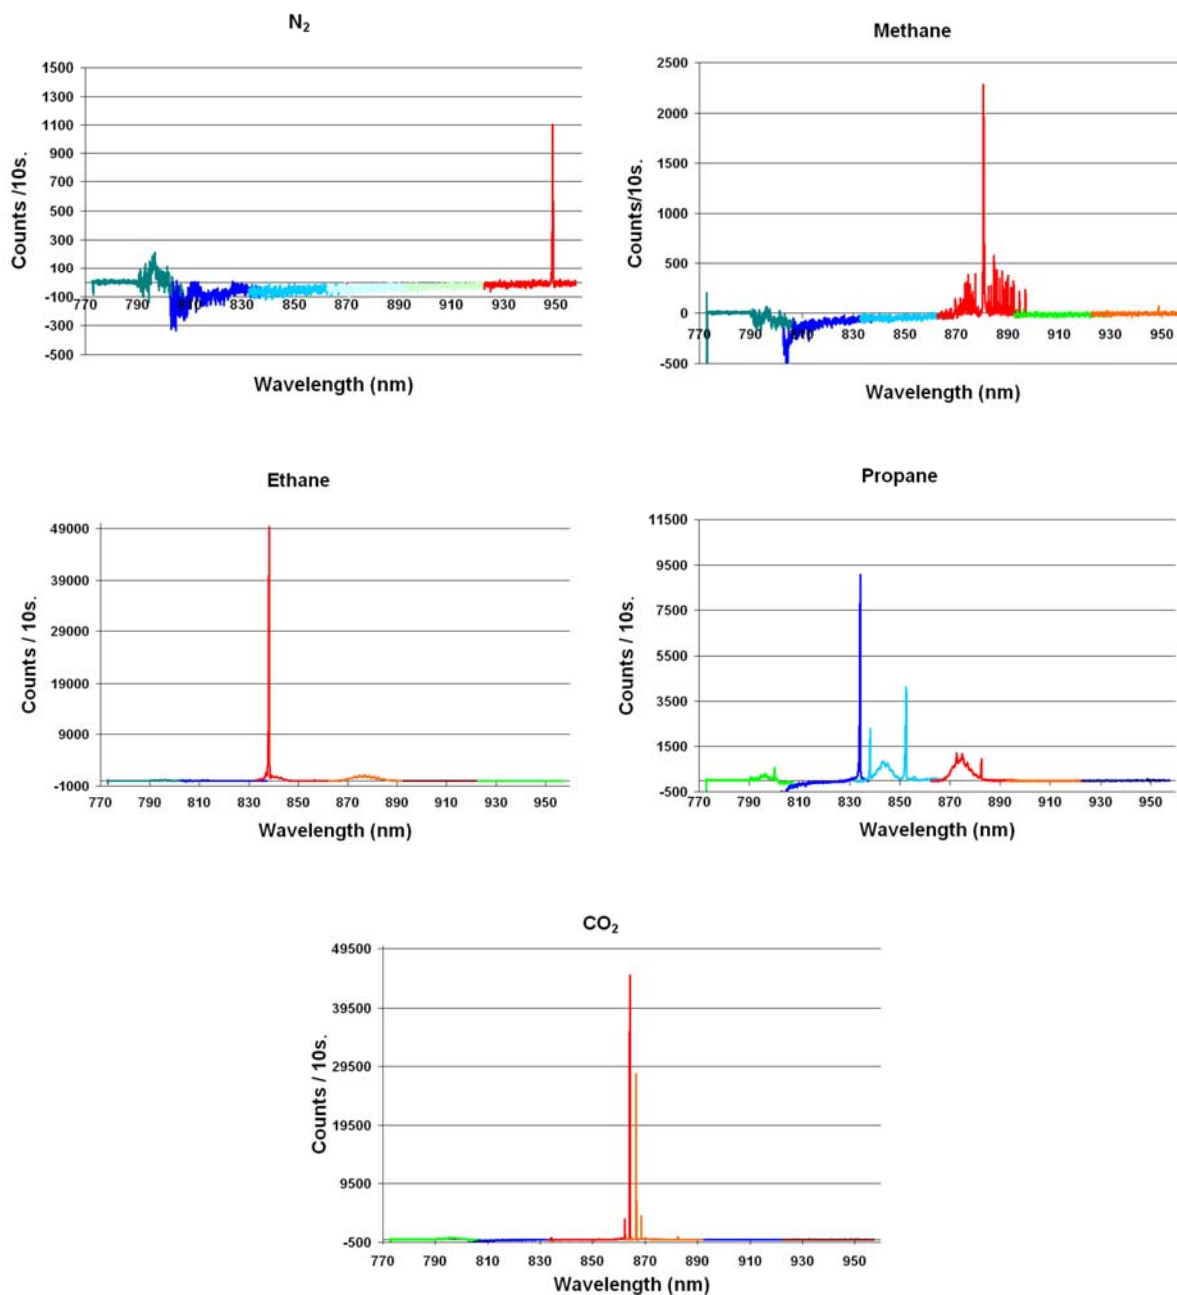 N₂
1500
1300
1100
900
700
500
300
100
-100
-300
-500
770 790 810 830 850 870 890 910 930 950
Counts /10s.
Wavelength (nm)
Methane
2500
2000
1500
1000
500
0
-500
770 790 810 830 850 870 890 910 930 950
Counts/10s.
Wavelength (nm)
Ethane
49000
39000
29000
19000
9000
-1000
770 790 810 830 850 870 890 910 930 950
Counts / 10s.
Wavelength (nm)
Propane
11500
9500
7500
5500
3500
1500
-500
770 790 810 830 850 870 890 910 930 950
Counts / 10s.
Wavelength (nm)
CO₂
49500
39500
29500
19500
9500
-500
770 790 810 830 850 870 890 910 930 950
Counts / 10s.
Wavelength (nm)